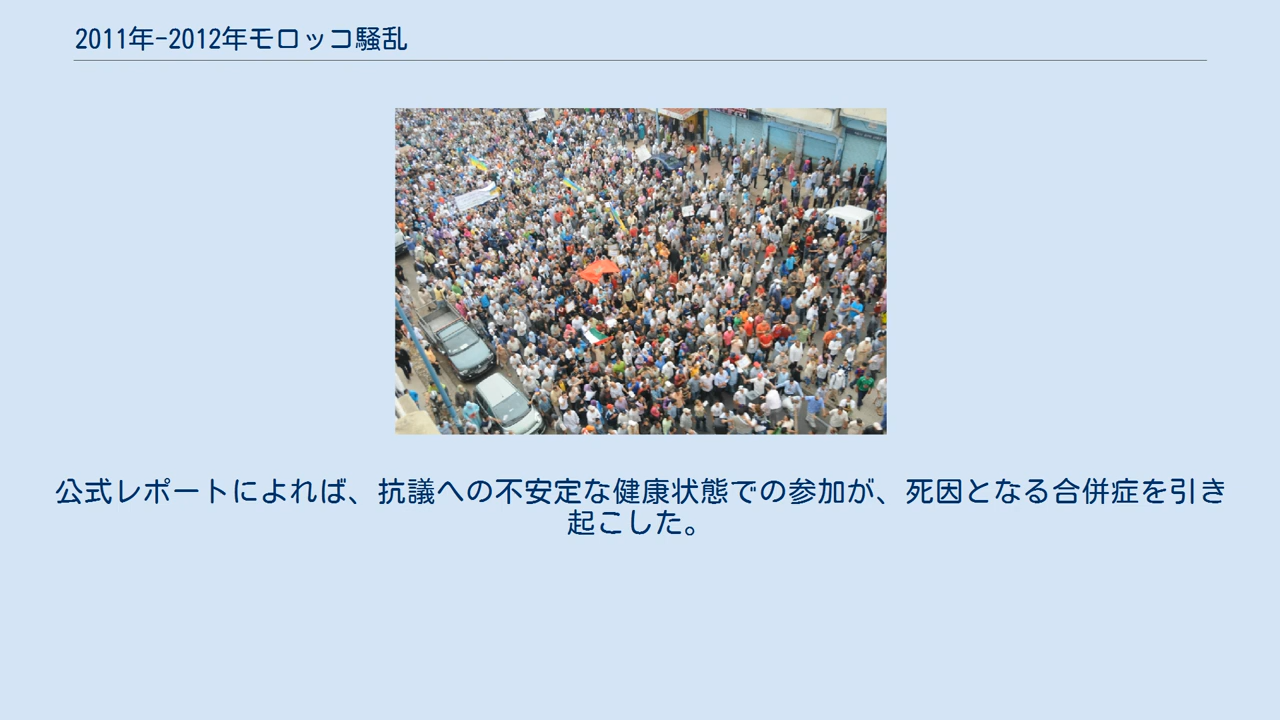 2011年-2012年モロッコ騒乱
公式レポートによれば、抗議への不安定な健康状態での参加が、死因となる合併症を引き
起こした。